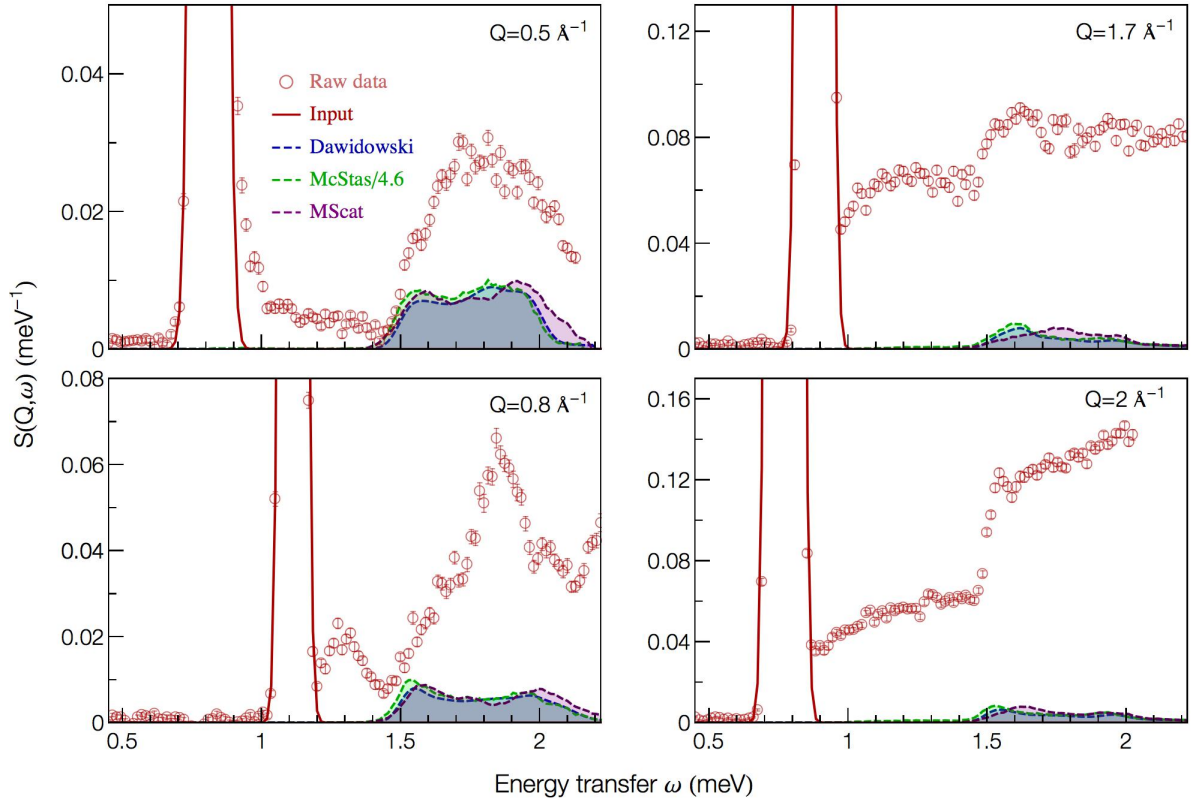 Q=0.5 Å⁻¹
0.04
0.02
0
Raw data
Input
Dawidowski
McStas/4.6
MScat
Q=1.7 Å⁻¹
0.12
0.08
0.04
0
S(Q,ω) (meV⁻¹)
Q=0.8 Å⁻¹
0.08
0.06
0.04
0.02
0
0.5
1
1.5
2
Q=2 Å⁻¹
0.16
0.12
0.08
0.04
0
0.5
1
1.5
2
Energy transfer ω (meV)